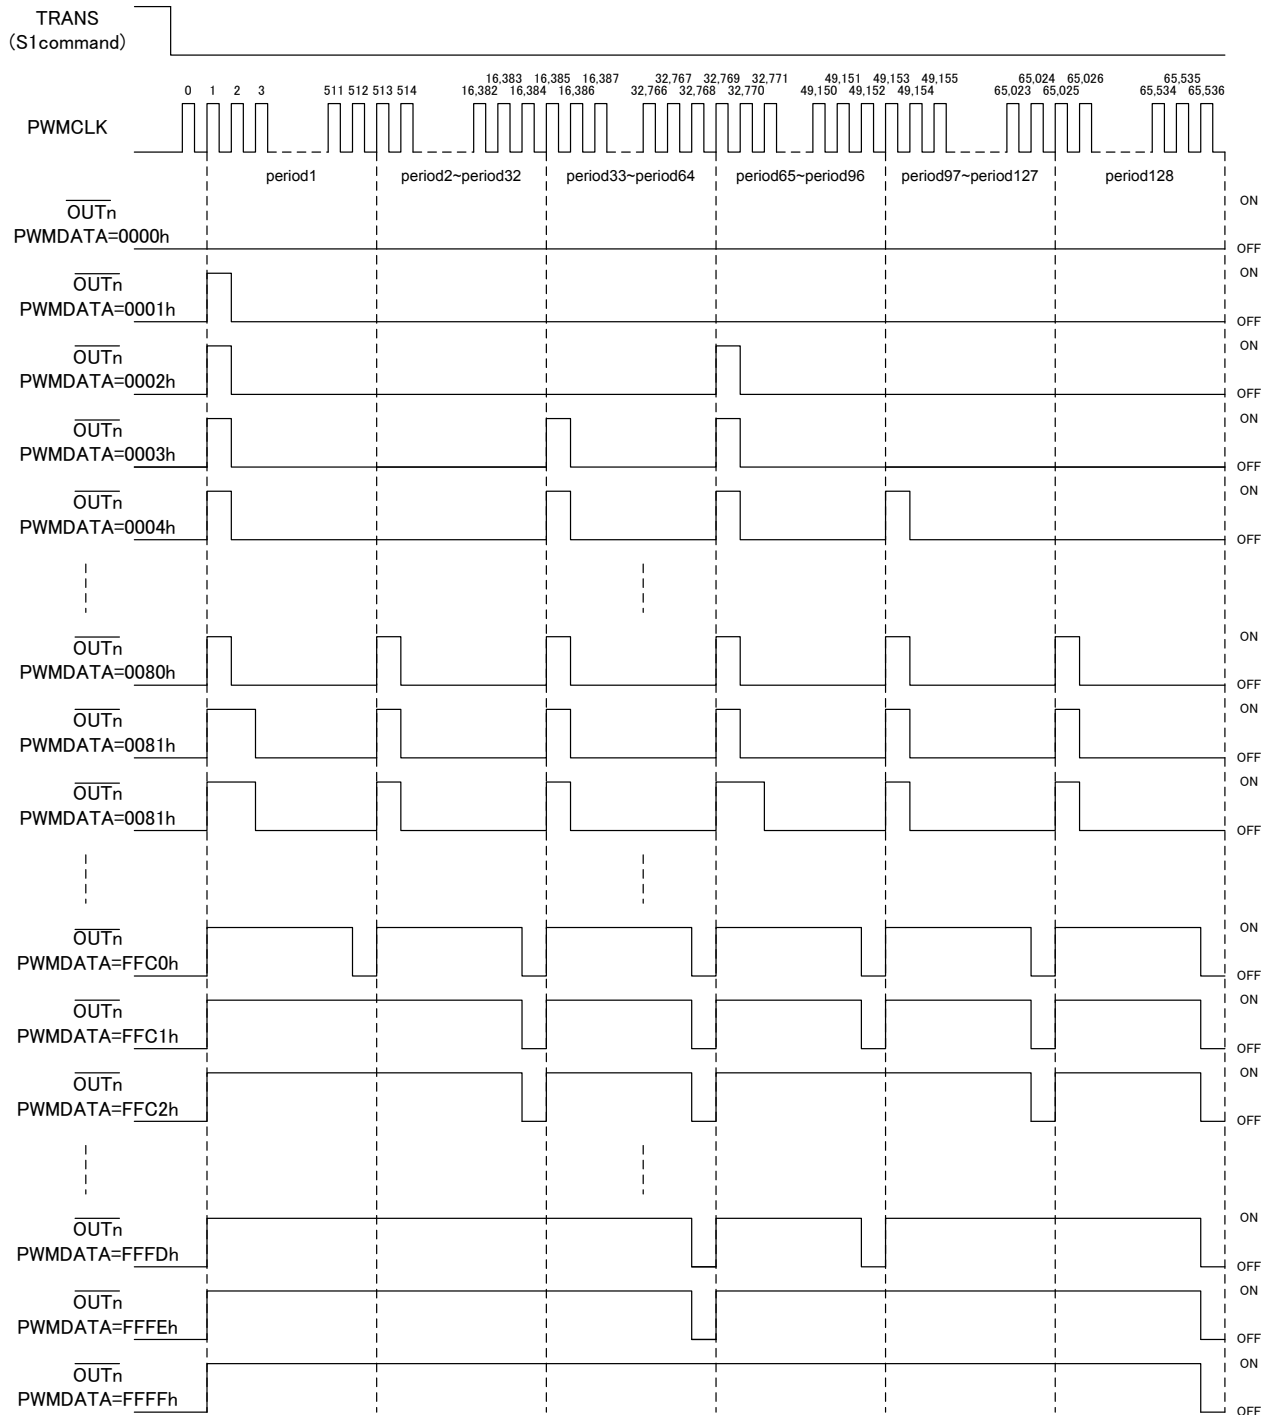 TRANS
(S1command)
16,383 16,385 16,387 32,767 32,769 32,771 49,151 49,153 49,155 65,024 65,026 65,535
0 1 2 3 511 512 513 514 16,382 16,384 16,386 32,766 32,768 32,770 49,150 49,152 49,154 65,023 65,025 65,534 65,536
PWMCLK
period1 period2~period32 period33~period64 period65~period96 period97~period127 period128
ON
OUTn
PWMDATA=0000h
OFF
ON
OUTn
PWMDATA=0001h
OFF
ON
OUTn
PWMDATA=0002h
OFF
ON
OUTn
PWMDATA=0003h
OFF
ON
OUTn
PWMDATA=0004h
OFF
ON
OUTn
PWMDATA=0080h
OFF
ON
OUTn
PWMDATA=0081h
OFF
ON
OUTn
PWMDATA=0081h
OFF
ON
OUTn
PWMDATA=FFC0h
OFF
ON
OUTn
PWMDATA=FFC1h
OFF
ON
OUTn
PWMDATA=FFC2h
OFF
ON
OUTn
PWMDATA=FFFDh
OFF
ON
OUTn
PWMDATA=FFFEh
OFF
ON
OUTn
PWMDATA=FFFFh
OFF